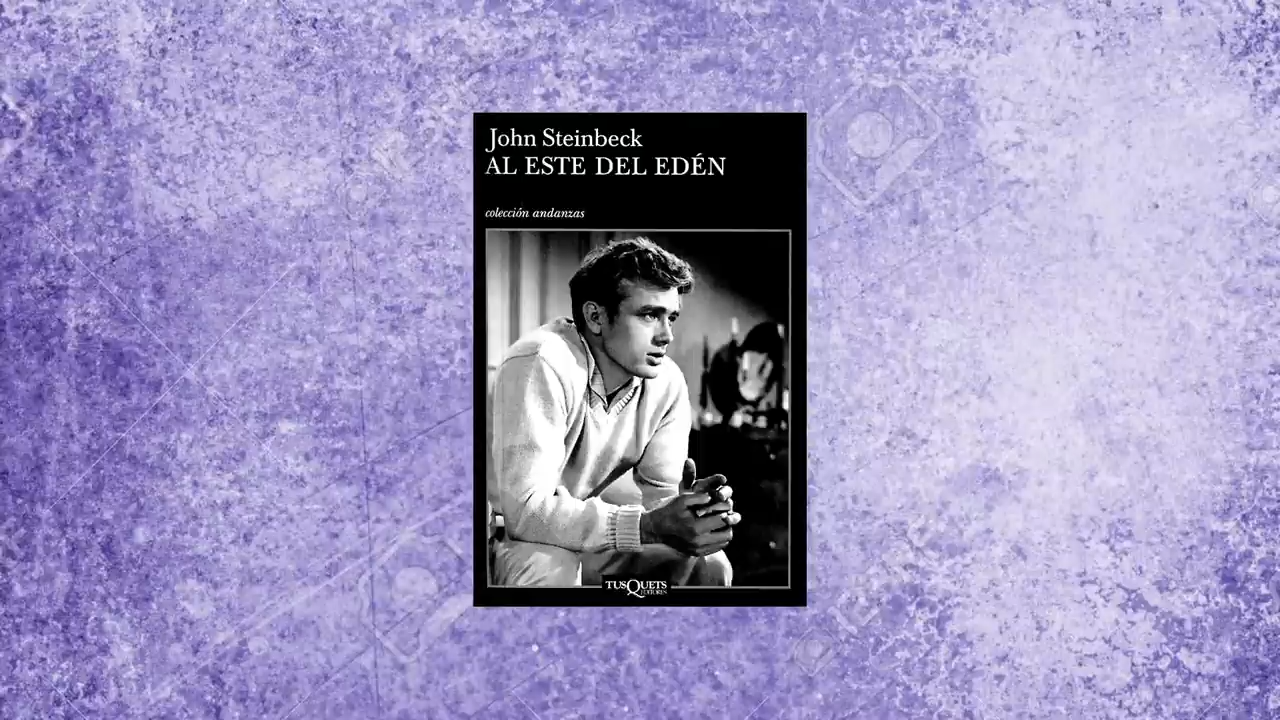 John Steinbeck
AL ESTE DEL EDÉN
colección andanzas
TUSQUETS
EDITORES